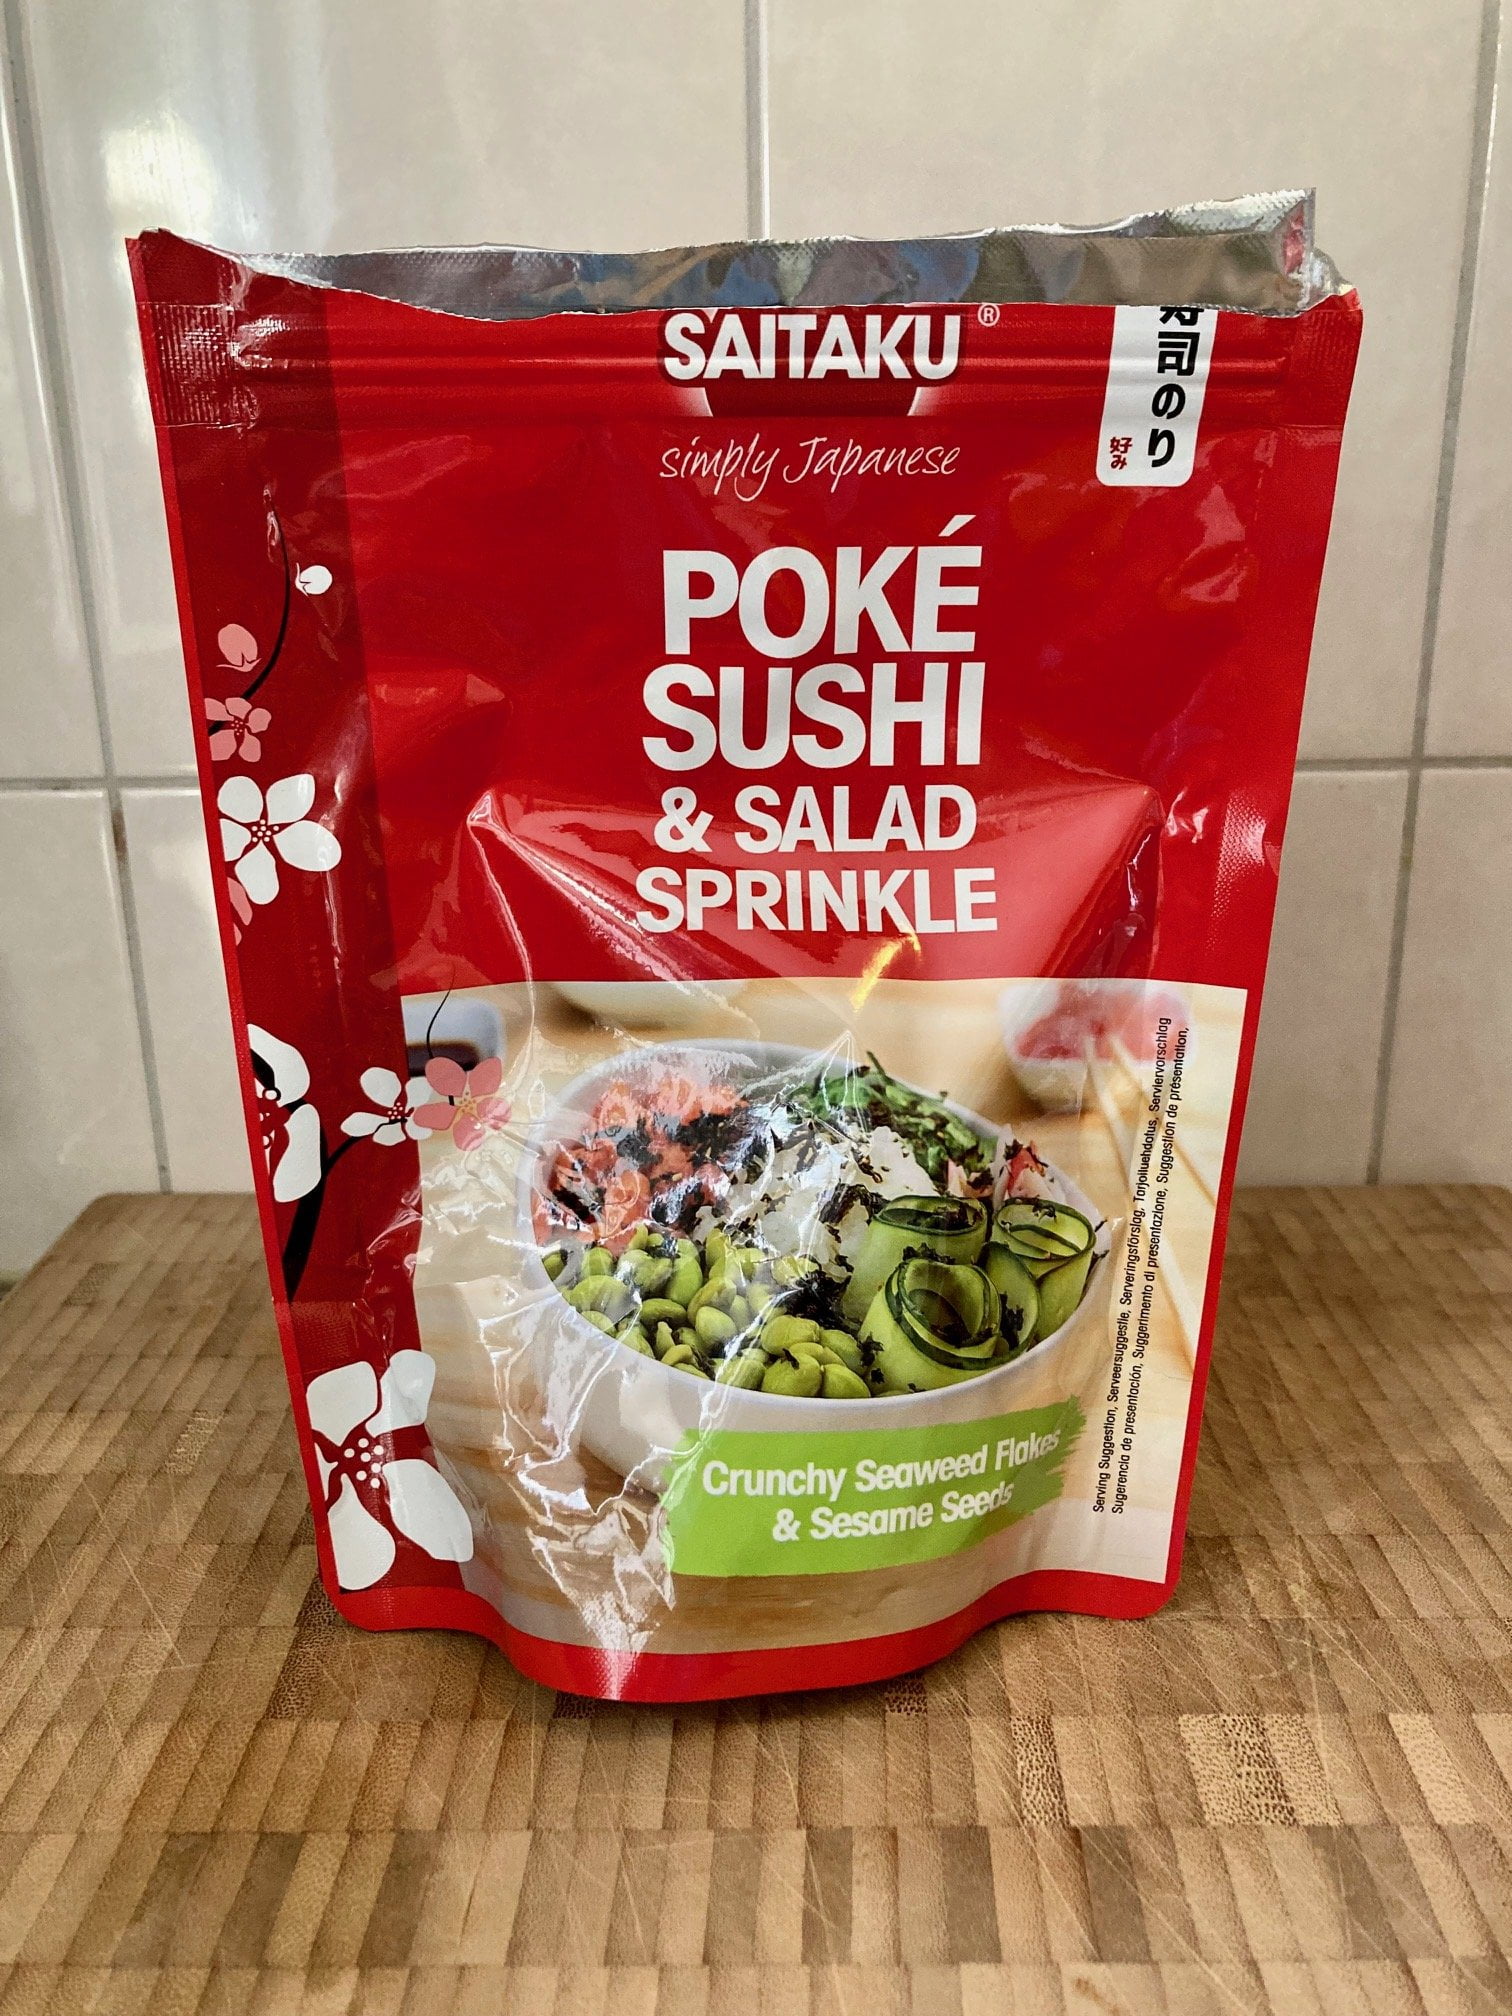 SAITAKU®
simply Japanese
司のり
好み
POKÉ
SUSHI
& SALAD
SPRINKLE
Crunchy Seaweed Flakes
& Sesame Seeds
Serving Suggestion, Serveersuggestie, Serveringsförslag, Tarjoiluehdotus, Serviervorschlag
Sugerencia de presentación, Suggerimento di presentazione, Suggestion de présentation,